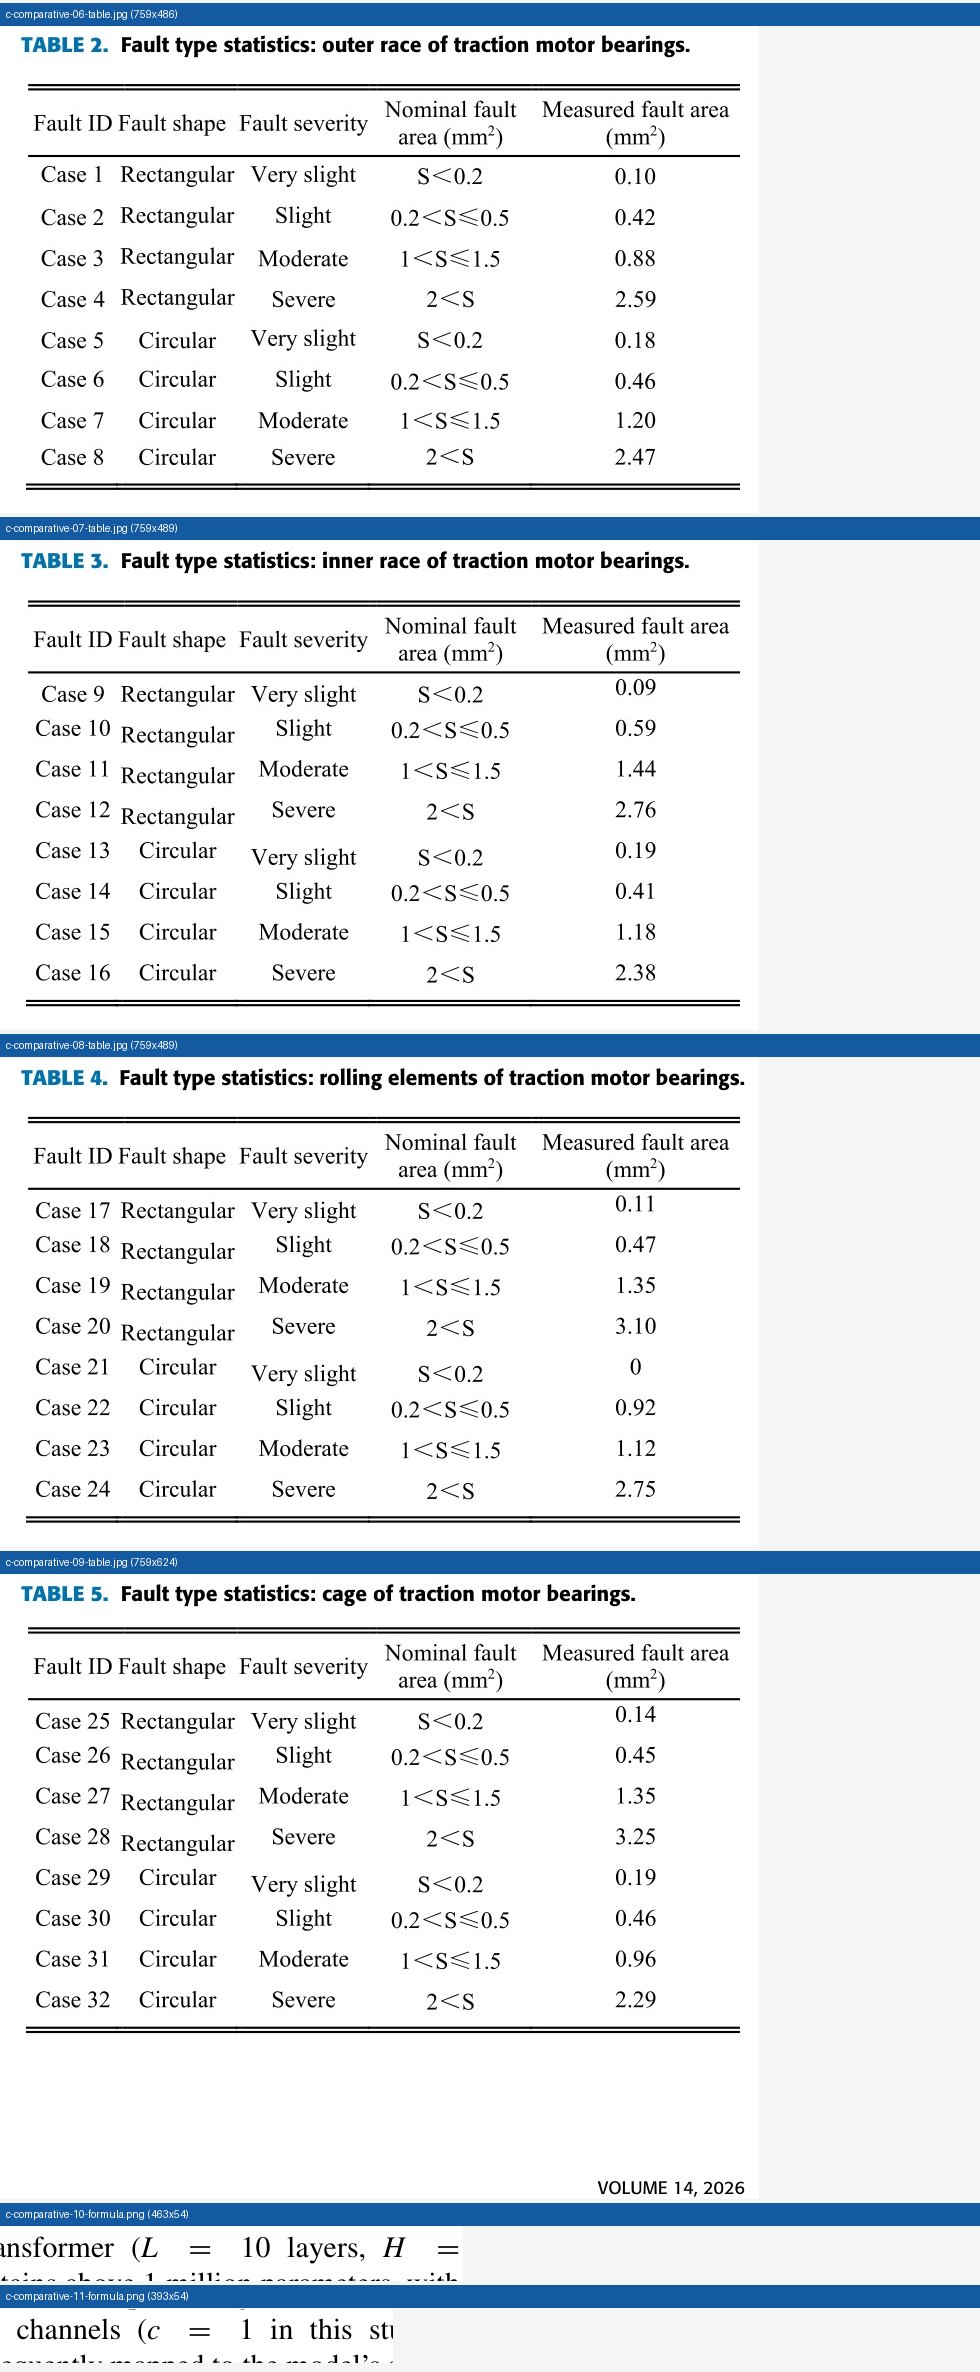 c-comparative-06-table.jpg (759x486)
TABLE 2. Fault type statistics: outer race of traction motor bearings.
Fault ID Fault shape Fault severity Nominal fault area (mm²) Measured fault area (mm²)
Case 1 Rectangular Very slight S<0.2 0.10
Case 2 Rectangular Slight 0.2<S⩽0.5 0.42
Case 3 Rectangular Moderate 1<S⩽1.5 0.88
Case 4 Rectangular Severe 2<S 2.59
Case 5 Circular Very slight S<0.2 0.18
Case 6 Circular Slight 0.2<S⩽0.5 0.46
Case 7 Circular Moderate 1<S⩽1.5 1.20
Case 8 Circular Severe 2<S 2.47
c-comparative-07-table.jpg (759x489)
TABLE 3. Fault type statistics: inner race of traction motor bearings.
Fault ID Fault shape Fault severity Nominal fault area (mm²) Measured fault area (mm²)
Case 9 Rectangular Very slight S<0.2 0.09
Case 10 Rectangular Slight 0.2<S⩽0.5 0.59
Case 11 Rectangular Moderate 1<S⩽1.5 1.44
Case 12 Rectangular Severe 2<S 2.76
Case 13 Circular Very slight S<0.2 0.19
Case 14 Circular Slight 0.2<S⩽0.5 0.41
Case 15 Circular Moderate 1<S⩽1.5 1.18
Case 16 Circular Severe 2<S 2.38
c-comparative-08-table.jpg (759x489)
TABLE 4. Fault type statistics: rolling elements of traction motor bearings.
Fault ID Fault shape Fault severity Nominal fault area (mm²) Measured fault area (mm²)
Case 17 Rectangular Very slight S<0.2 0.11
Case 18 Rectangular Slight 0.2<S⩽0.5 0.47
Case 19 Rectangular Moderate 1<S⩽1.5 1.35
Case 20 Rectangular Severe 2<S 3.10
Case 21 Circular Very slight S<0.2 0
Case 22 Circular Slight 0.2<S⩽0.5 0.92
Case 23 Circular Moderate 1<S⩽1.5 1.12
Case 24 Circular Severe 2<S 2.75
c-comparative-09-table.jpg (759x624)
TABLE 5. Fault type statistics: cage of traction motor bearings.
Fault ID Fault shape Fault severity Nominal fault area (mm²) Measured fault area (mm²)
Case 25 Rectangular Very slight S<0.2 0.14
Case 26 Rectangular Slight 0.2<S⩽0.5 0.45
Case 27 Rectangular Moderate 1<S⩽1.5 1.35
Case 28 Rectangular Severe 2<S 3.25
Case 29 Circular Very slight S<0.2 0.19
Case 30 Circular Slight 0.2<S⩽0.5 0.46
Case 31 Circular Moderate 1<S⩽1.5 0.96
Case 32 Circular Severe 2<S 2.29
VOLUME 14, 2026
c-comparative-10-formula.png (463x54)
ansformer (L = 10 layers, H =
above 1 million parameters, with
c-comparative-11-formula.png (393x54)
channels (c = 1 in this stu
equently mapped to the model's